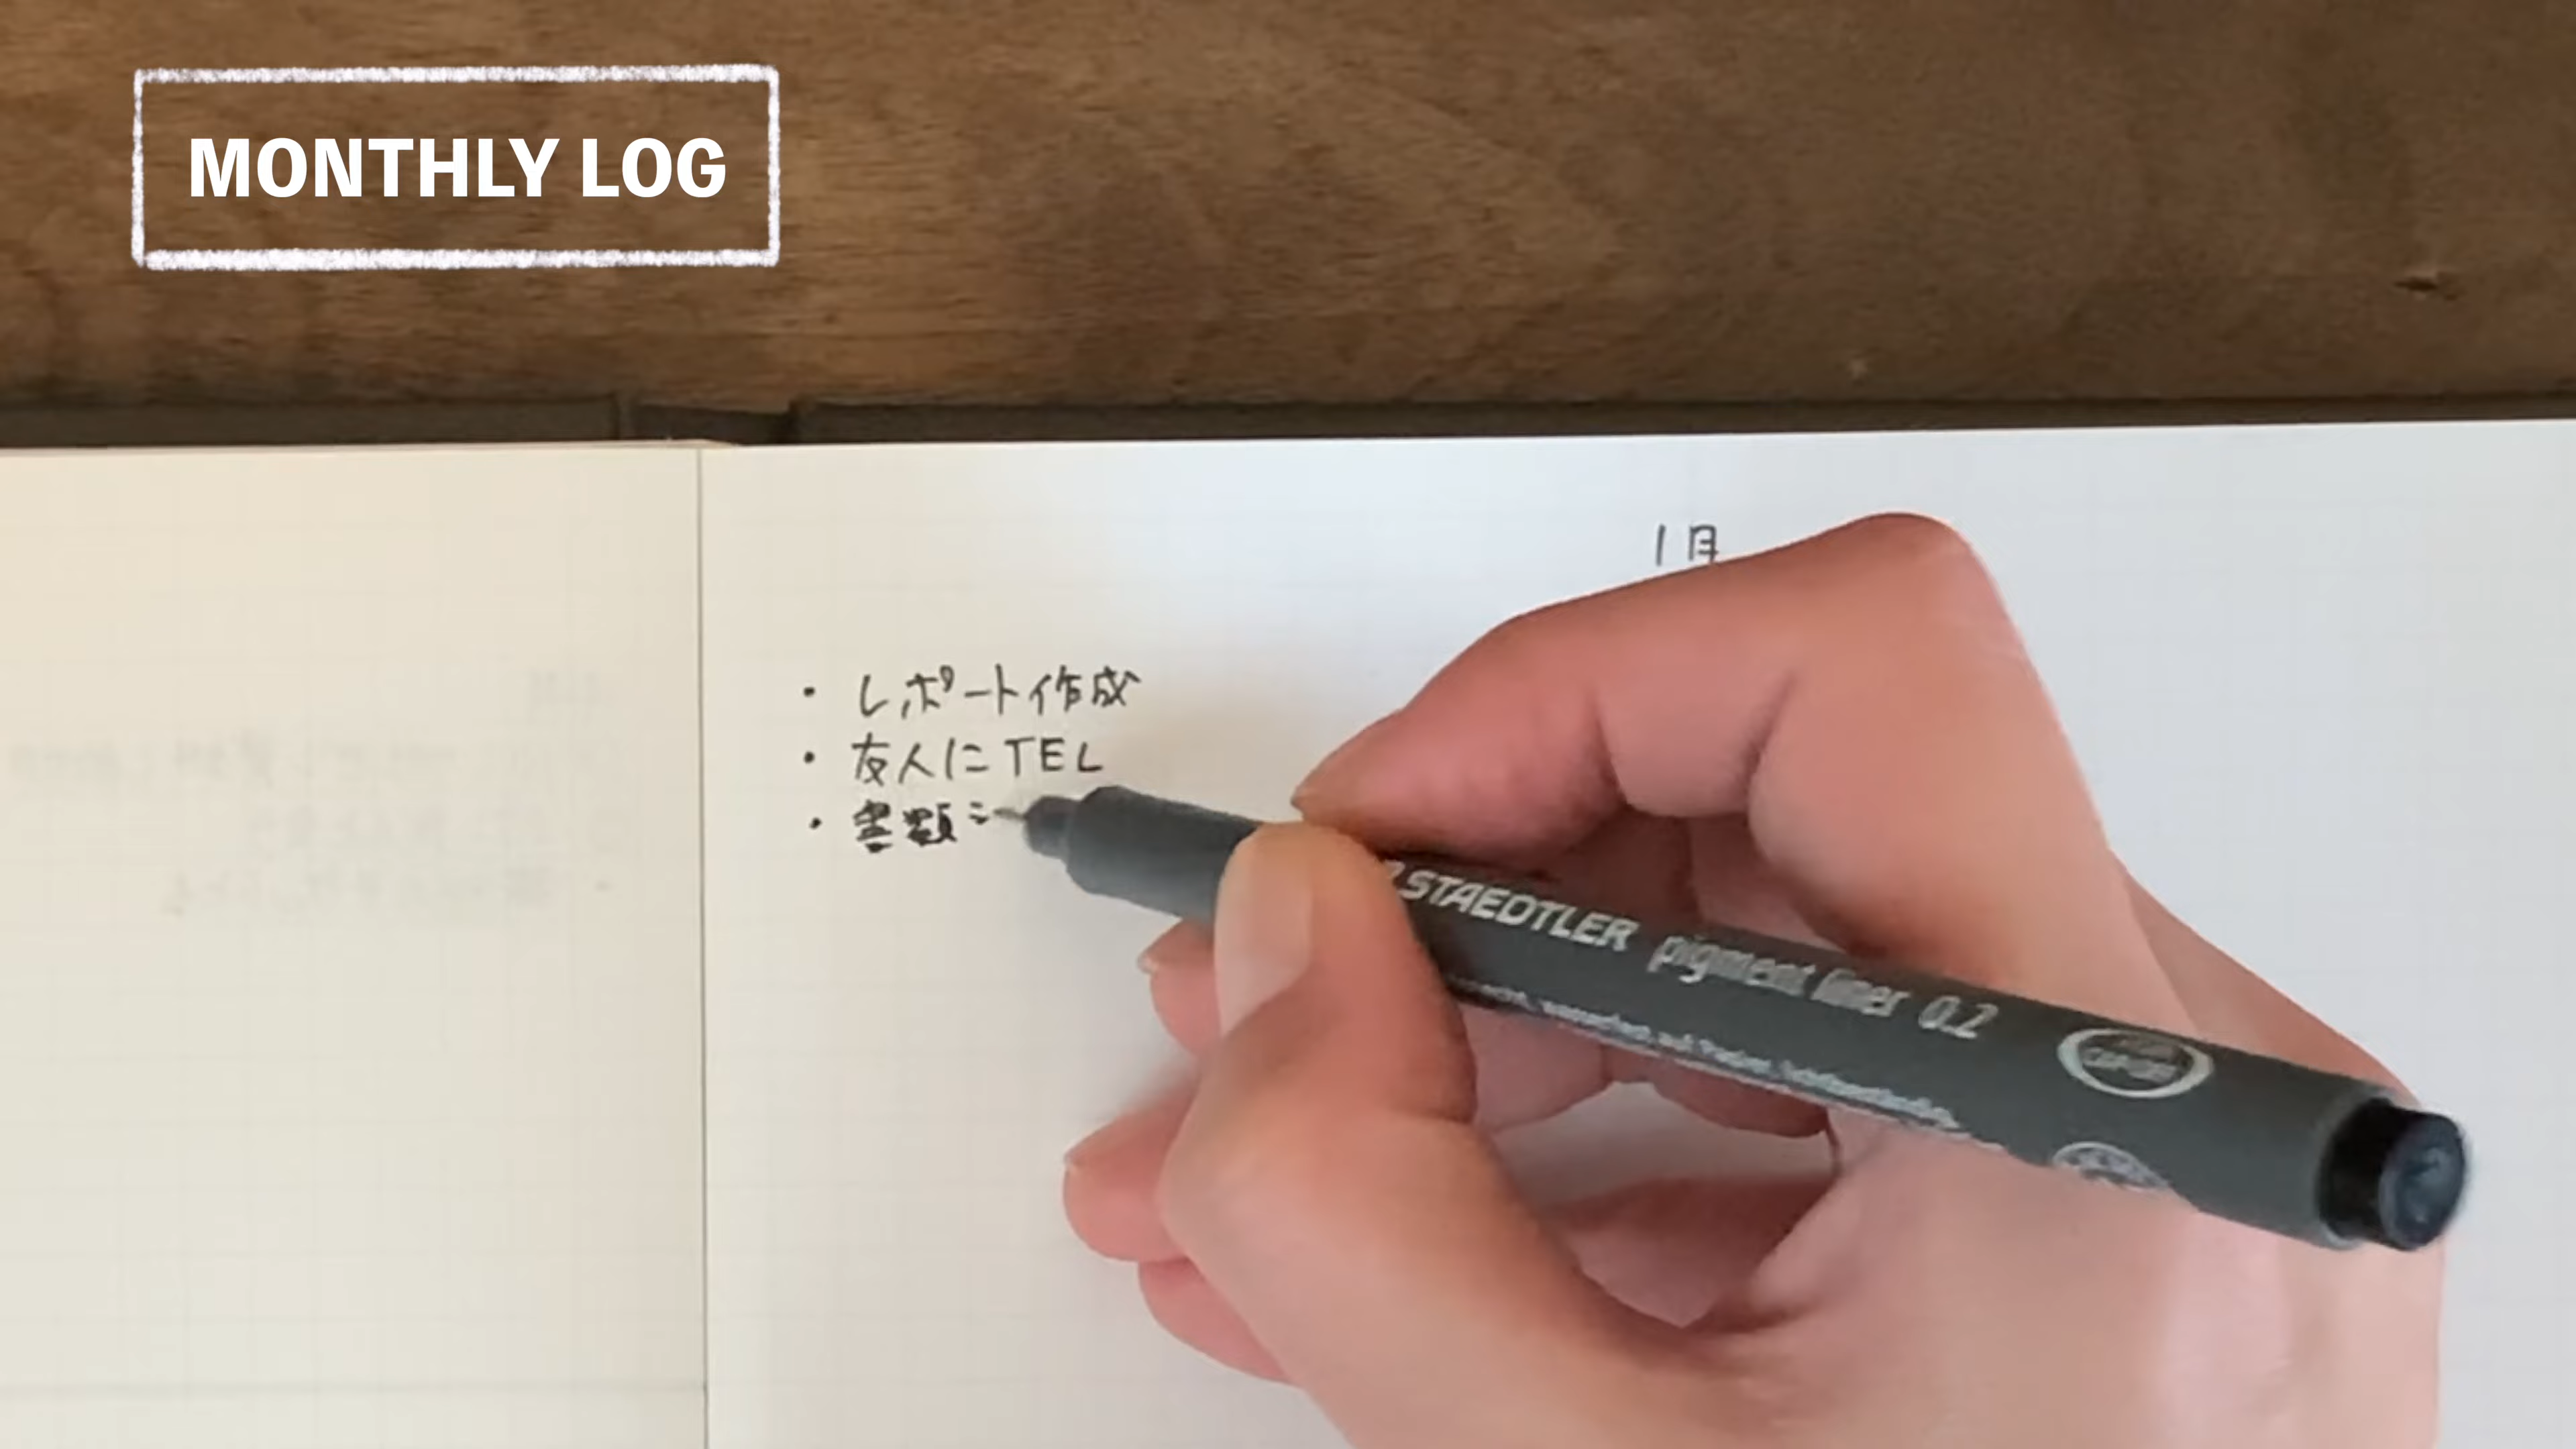 MONTHLY LOG
1月
・レポート作成
・友人にTEL
・書類
STAEDTLER pigment liner 0.2